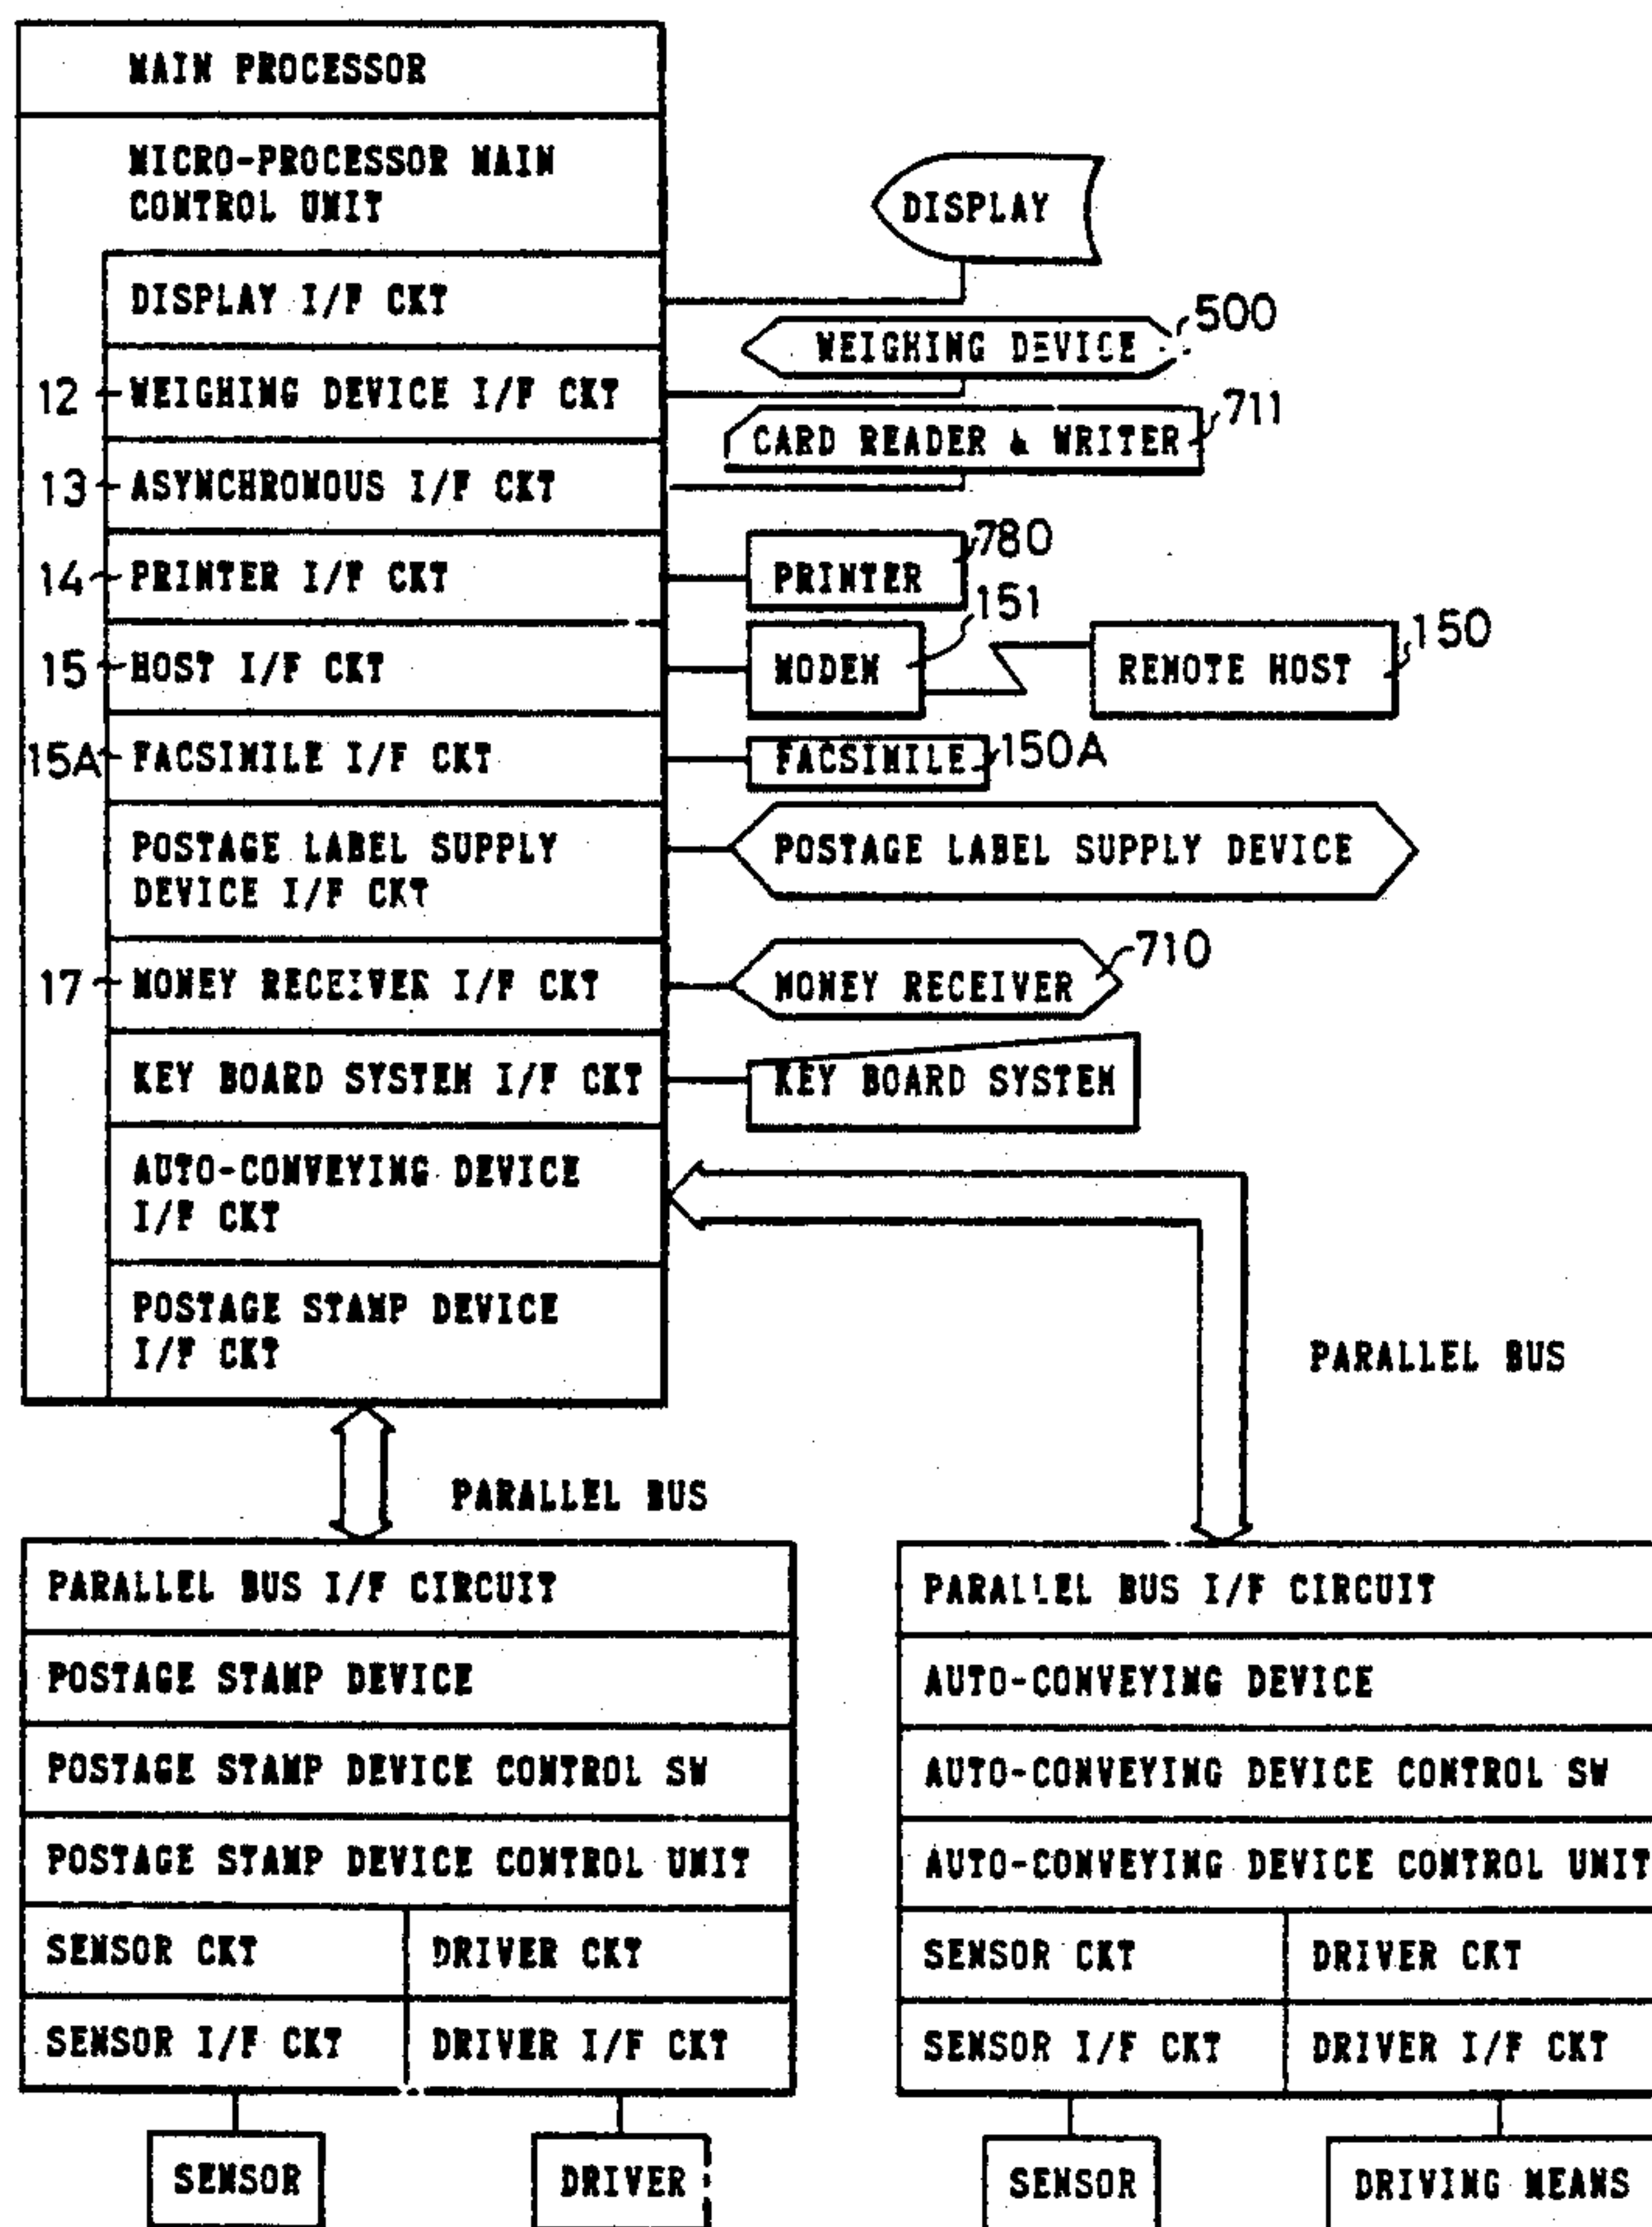 MAIN PROCESSOR
MICRO-PROCESSOR MAIN
CONTROL UNIT
DISPLAY
DISPLAY I/F CKT
500
WEIGHING DEVICE
12
WEIGHING DEVICE I/F CKT
711
CARD READER & WRITER
13
ASYNCHRONOUS I/F CKT
780
14
PRINTER I/F CKT
PRINTER
151
150
15
HOST I/F CKT
MODEM
REMOTE HOST
15A
FACSIMILE I/F CKT
FACSIMILE
150A
POSTAGE LABEL SUPPLY
DEVICE I/F CKT
POSTAGE LABEL SUPPLY DEVICE
710
17
MONEY RECEIVER I/F CKT
MONEY RECEIVER
KEY BOARD SYSTEM I/F CKT
KEY BOARD SYSTEM
AUTO-CONVEYING DEVICE
I/F CKT
POSTAGE STAMP DEVICE
I/F CKT
PARALLEL BUS
PARALLEL BUS
PARALLEL BUS I/F CIRCUIT
POSTAGE STAMP DEVICE
POSTAGE STAMP DEVICE CONTROL SW
POSTAGE STAMP DEVICE CONTROL UNIT
SENSOR CKT
DRIVER CKT
SENSOR I/F CKT
DRIVER I/F CKT
SENSOR
DRIVER
PARALLEL BUS I/F CIRCUIT
AUTO-CONVEYING DEVICE
AUTO-CONVEYING DEVICE CONTROL SW
AUTO-CONVEYING DEVICE CONTROL UNIT
SENSOR CKT
DRIVER CKT
SENSOR I/F CKT
DRIVER I/F CKT
SENSOR
DRIVING MEANS